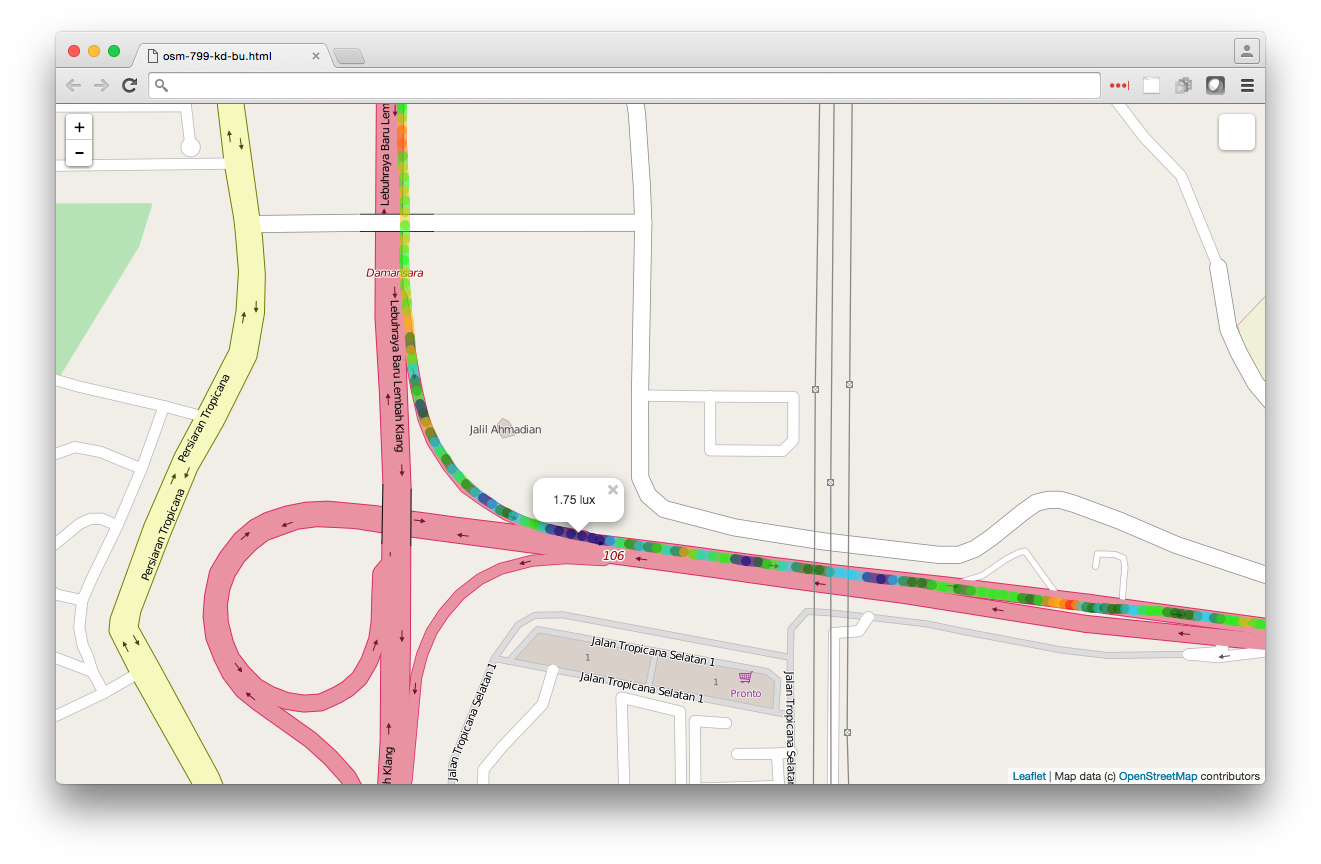 osm-799-kd-bu.html
+
−
Lebuhraya Baru Lem
Damansara
Lebuhraya Baru Lembah Klang
Persiaran Tropicana
Jalil Ahmadian
1.75 lux
Persiaran Tropicana
106
Jalan Tropicana Selatan 1
1
Jalan Tropicana Selatan 1
1
Pronto
Jalan Tropicana Selatan 1
Jalan Tropicana Selata
h Klang
Leaflet | Map data (c) OpenStreetMap contributors